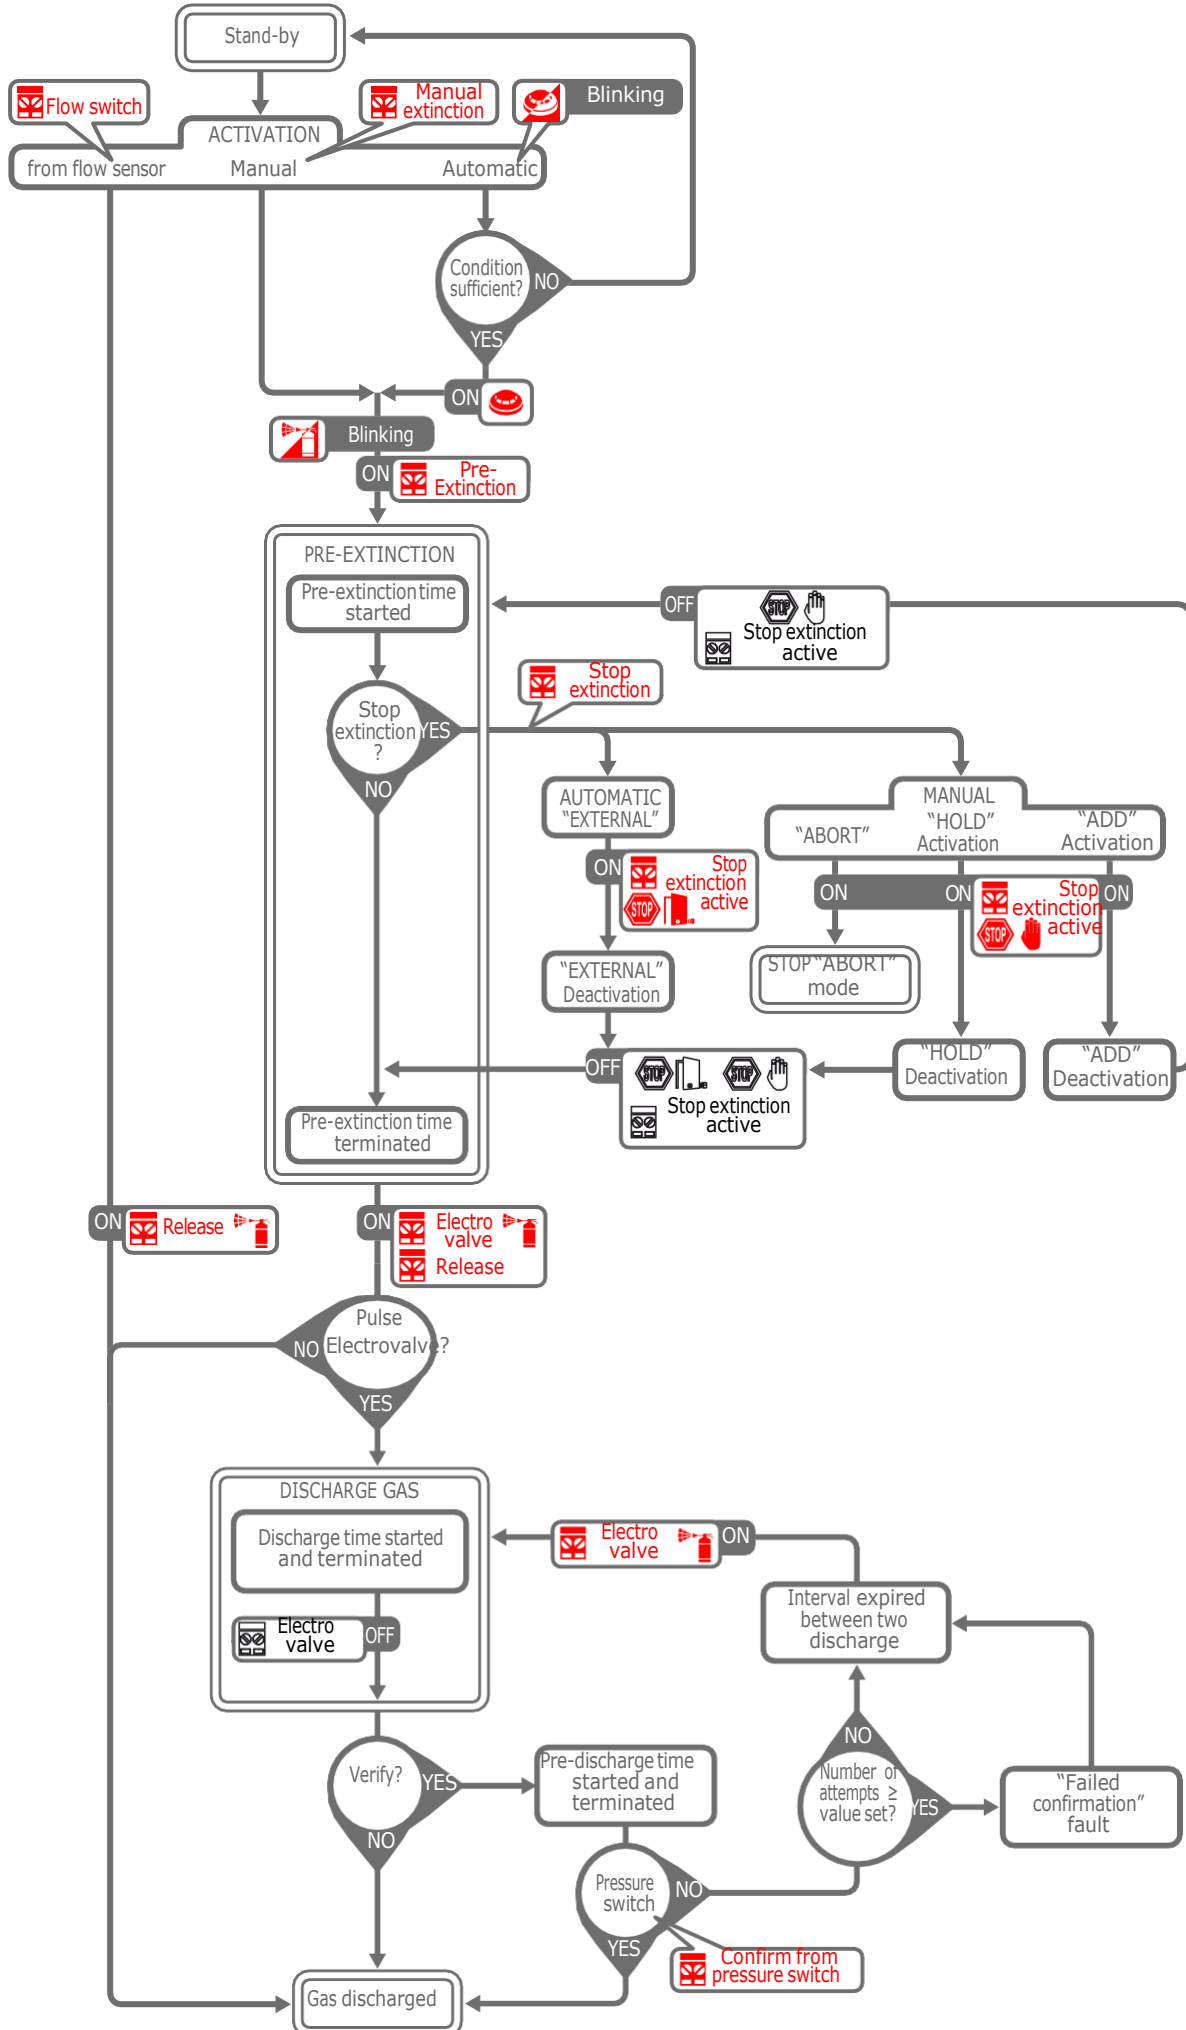 Stand-by
Flow switch
Manual
extinction
Blinking
ACTIVATION
from flow sensor
Manual
Automatic
Condition
sufficient?
NO
YES
ON
Blinking
ON
Pre-
Extinction
PRE-EXTINCTION
Pre-extinction time
started
OFF
STOP
Stop extinction
active
Stop
extinction
Stop
extinction
?
YES
NO
AUTOMATIC
"EXTERNAL"
MANUAL
"ABORT"
"HOLD"
Activation
"ADD"
Activation
ON
Stop
extinction
active
STOP
ON
ON
Stop
extinction
active
STOP
ON
"EXTERNAL"
Deactivation
STOP "ABORT"
mode
"HOLD"
Deactivation
"ADD"
Deactivation
OFF
STOP
STOP
Stop extinction
active
Pre-extinction time
terminated
ON
Release
ON
Electro
valve
Release
Pulse
Electrovalve?
NO
YES
DISCHARGE GAS
Discharge time started
and terminated
Electro
valve
ON
Electro
valve
OFF
Interval expired
between two
discharge
Verify?
YES
NO
Pre-discharge time
started and
terminated
NO
Number of
attempts ≥
value set?
YES
"Failed
confirmation"
fault
Pressure
switch
NO
YES
Confirm from
pressure switch
Gas discharged